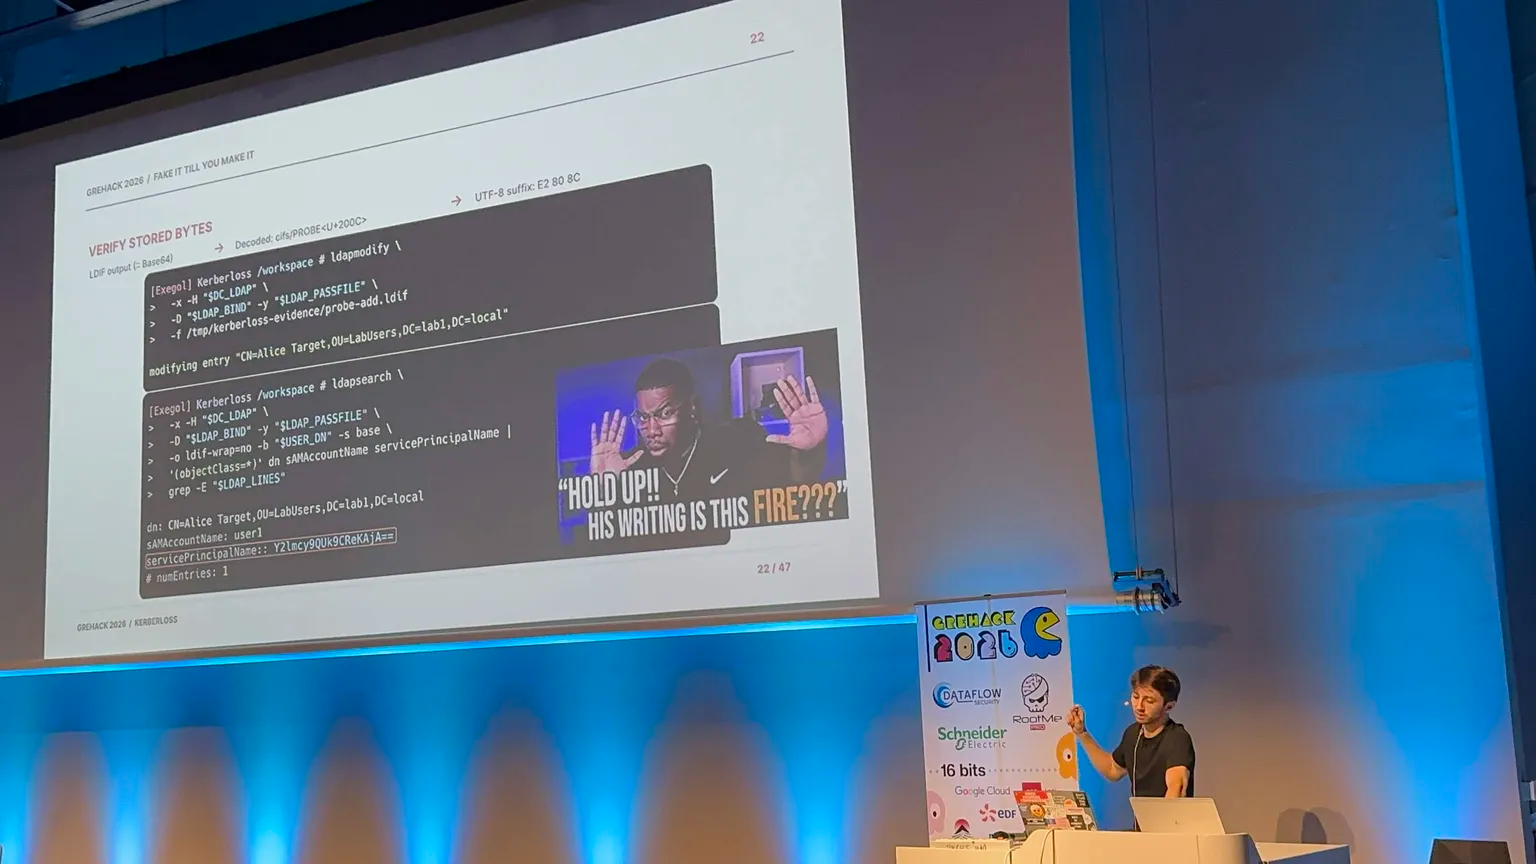 22
GREHACK 2026 / FAKE IT TILL YOU MAKE IT
VERIFY STORED BYTES
LDIF output (:: Base64)
→ Decoded: cifs/PROBE<U+200C>
→ UTF-8 suffix: E2 80 8C
[Exegol] Kerberloss /workspace # ldapmodify \
> -x -H "$DC_LDAP" \
> -D "$LDAP_BIND" -y "$LDAP_PASSFILE" \
> -f /tmp/kerberloss-evidence/probe-add.ldif
modifying entry "CN=Alice Target,OU=LabUsers,DC=lab1,DC=local"
[Exegol] Kerberloss /workspace # ldapsearch \
> -x -H "$DC_LDAP" \
> -D "$LDAP_BIND" -y "$LDAP_PASSFILE" \
> -o ldif-wrap=no -b "$USER_DN" -s base \
> '(objectClass=*)' dn sAMAccountName servicePrincipalName |
> grep -E "$LDAP_LINES"
dn: CN=Alice Target,OU=LabUsers,DC=lab1,DC=local
sAMAccountName: user1
servicePrincipalName:: Y2lmcy9QUk9CReKAjA==
# numEntries: 1
"HOLD UP!!
HIS WRITING IS THIS FIRE???"
22 / 47
GREHACK 2026 / KERBERLOSS
GREHACK
2026
DATAFLOW
SECURITY
RootMe
PRO
Schneider
Electric
16 bits
Google Cloud
EDF